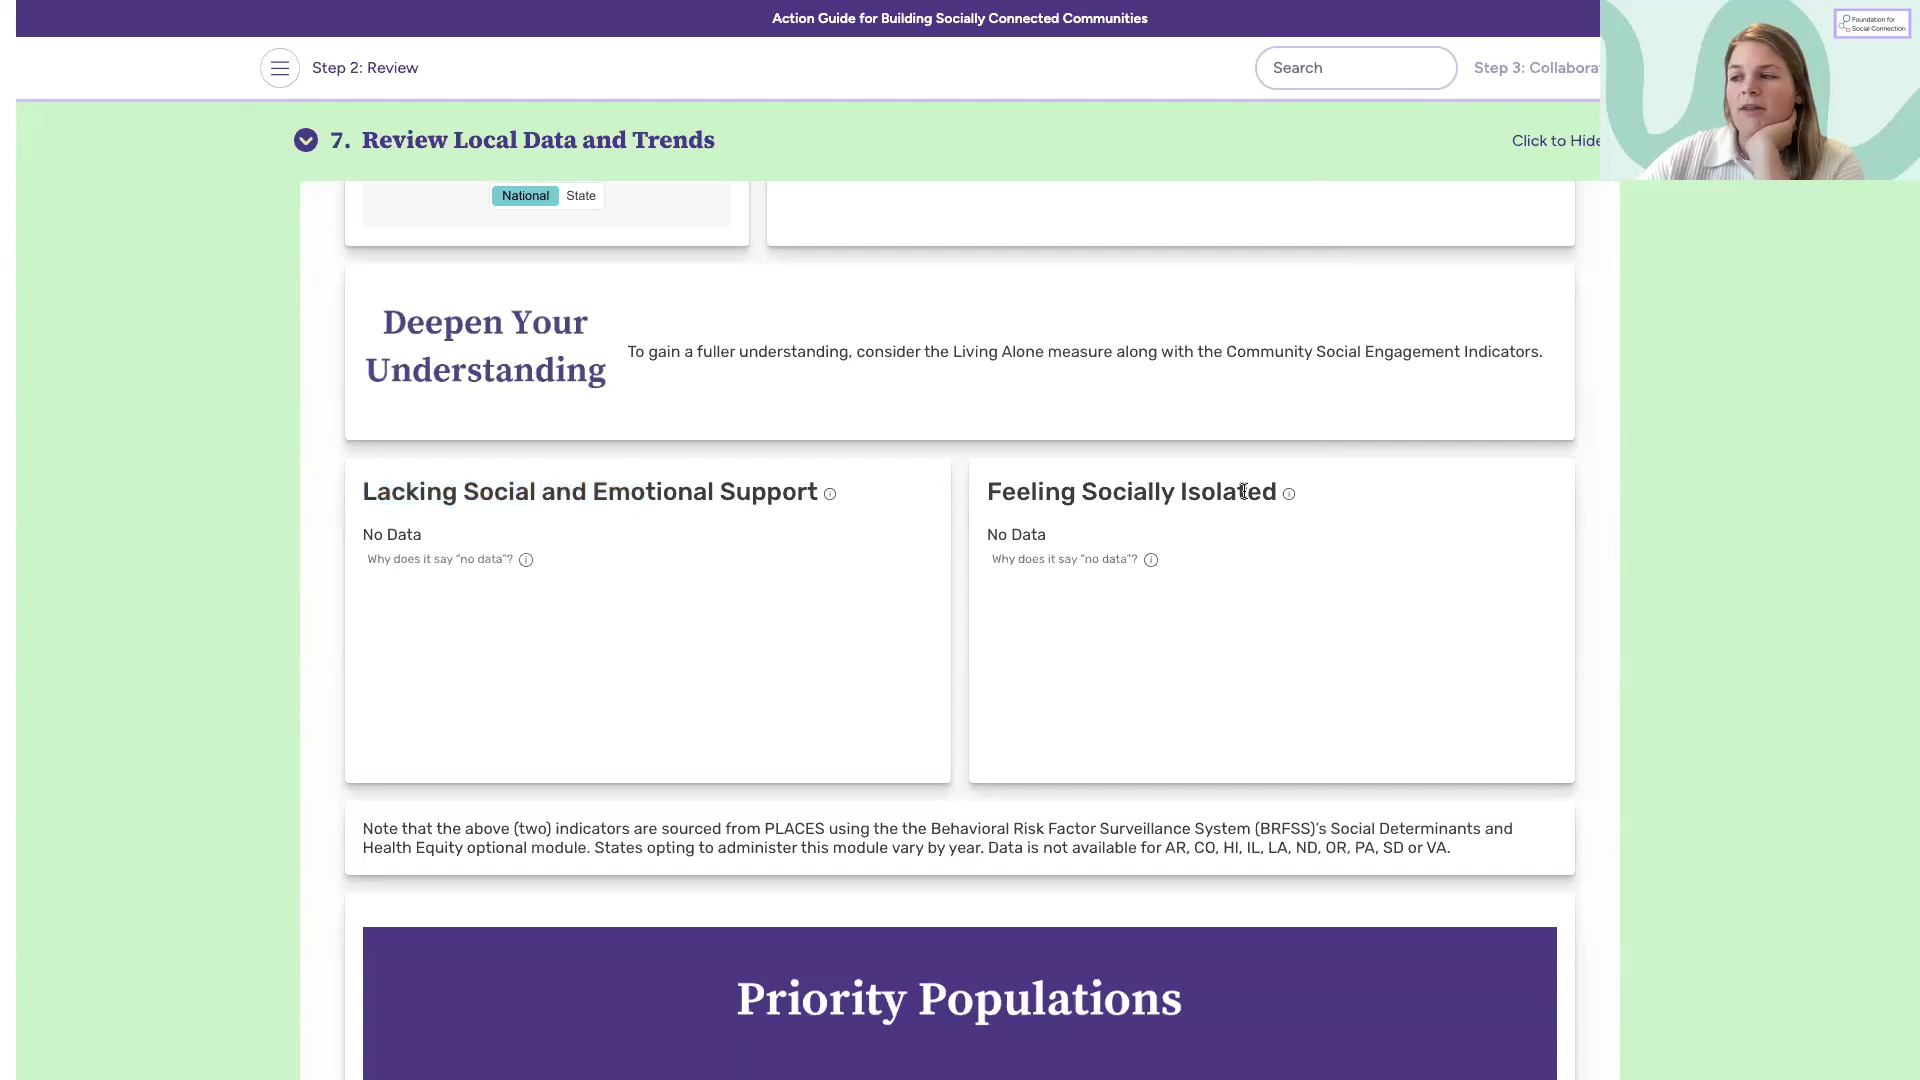 Action Guide for Building Socially Connected Communities
Foundation for
Social Connection
Step 2: Review
Search
Step 3: Collabora
7. Review Local Data and Trends
Click to Hide
National State
Deepen Your
Understanding
To gain a fuller understanding, consider the Living Alone measure along with the Community Social Engagement Indicators.
Lacking Social and Emotional Support
No Data
Why does it say "no data"?
Feeling Socially Isolated
No Data
Why does it say "no data"?
Note that the above (two) indicators are sourced from PLACES using the the Behavioral Risk Factor Surveillance System (BRFSS)'s Social Determinants and
Health Equity optional module. States opting to administer this module vary by year. Data is not available for AR, CO, HI, IL, LA, ND, OR, PA, SD or VA.
Priority Populations